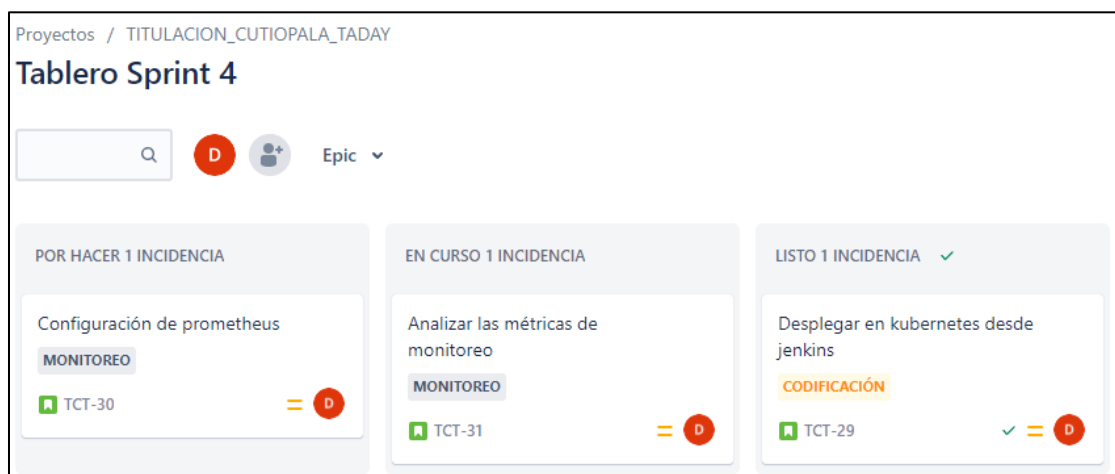 Proyectos / TITULACION_CUTIOPALA_TADAY
Tablero Sprint 4
D
Epic
POR HACER 1 INCIDENCIA
Configuración de prometheus
MONITOREO
TCT-30
D
EN CURSO 1 INCIDENCIA
Analizar las métricas de
monitoreo
MONITOREO
TCT-31
D
LISTO 1 INCIDENCIA
Desplegar en kubernetes desde
jenkins
CODIFICACIÓN
TCT-29
D